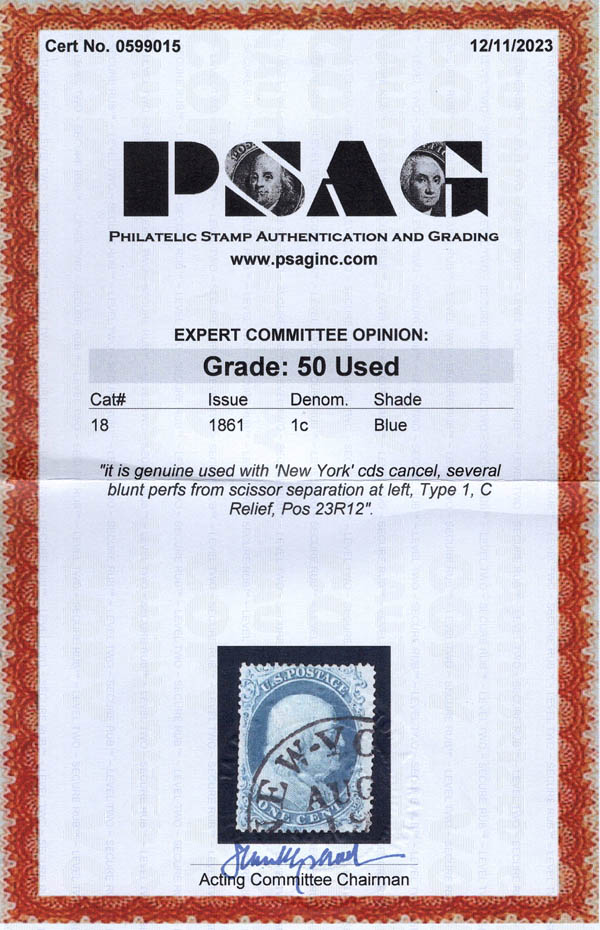 Cert No. 0599015 12/11/2023
PSAG
PHILATELIC STAMP AUTHENTICATION AND GRADING
www.psaginc.com
EXPERT COMMITTEE OPINION:
Grade: 50 Used
Cat# Issue Denom. Shade
18 1861 1c Blue
"it is genuine used with 'New York' cds cancel, several
blunt perfs from scissor separation at left, Type 1, C
Relief, Pos 23R12".
U.S. POSTAGE
EW-YO
AUG
ONE CENT
Acting Committee Chairman